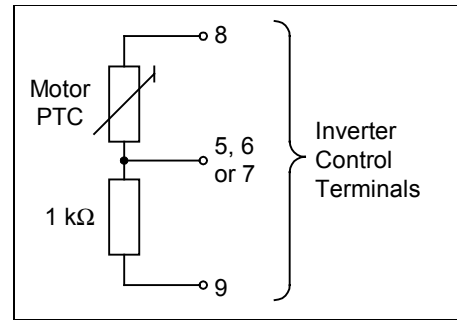 8
Motor
PTC
5, 6
or 7
Inverter
Control
Terminals
1 kΩ
9